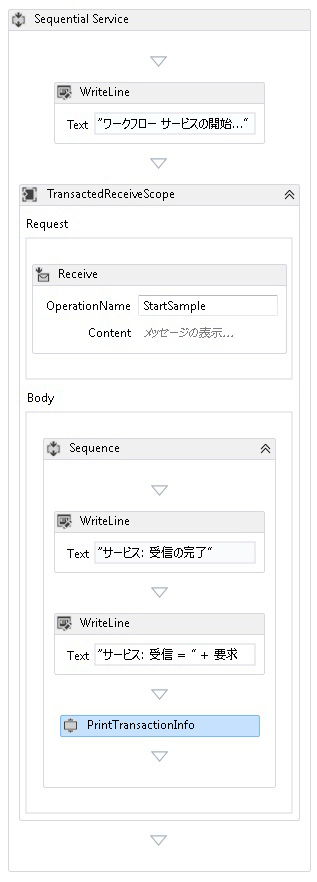 Sequential Service
WriteLine
Text "ワークフロー サービスの開始..."
TransactedReceiveScope
Request
Receive
OperationName StartSample
Content メッセージの表示...
Body
Sequence
WriteLine
Text "サービス: 受信の完了"
WriteLine
Text "サービス: 受信 = " + 要求
PrintTransactionInfo